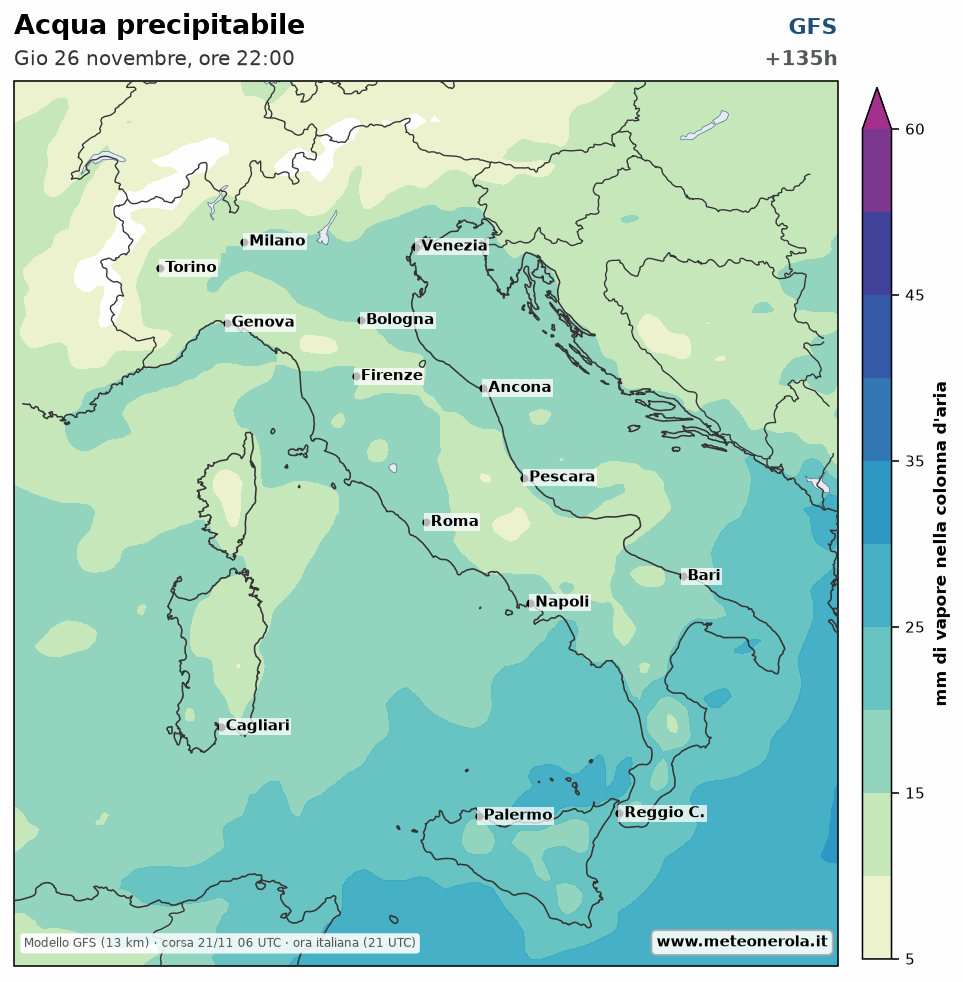 Acqua precipitabile
GFS
Gio 26 novembre, ore 22:00
+135h
60
Milano
Venezia
Torino
45
Genova
Bologna
Firenze
Ancona
35
Pescara
Roma
Bari
Napoli
25
Cagliari
15
Palermo
Reggio C.
mm di vapore nella colonna d'aria
Modello GFS (13 km) · corsa 21/11 06 UTC · ora italiana (21 UTC)
www.meteonerola.it
5